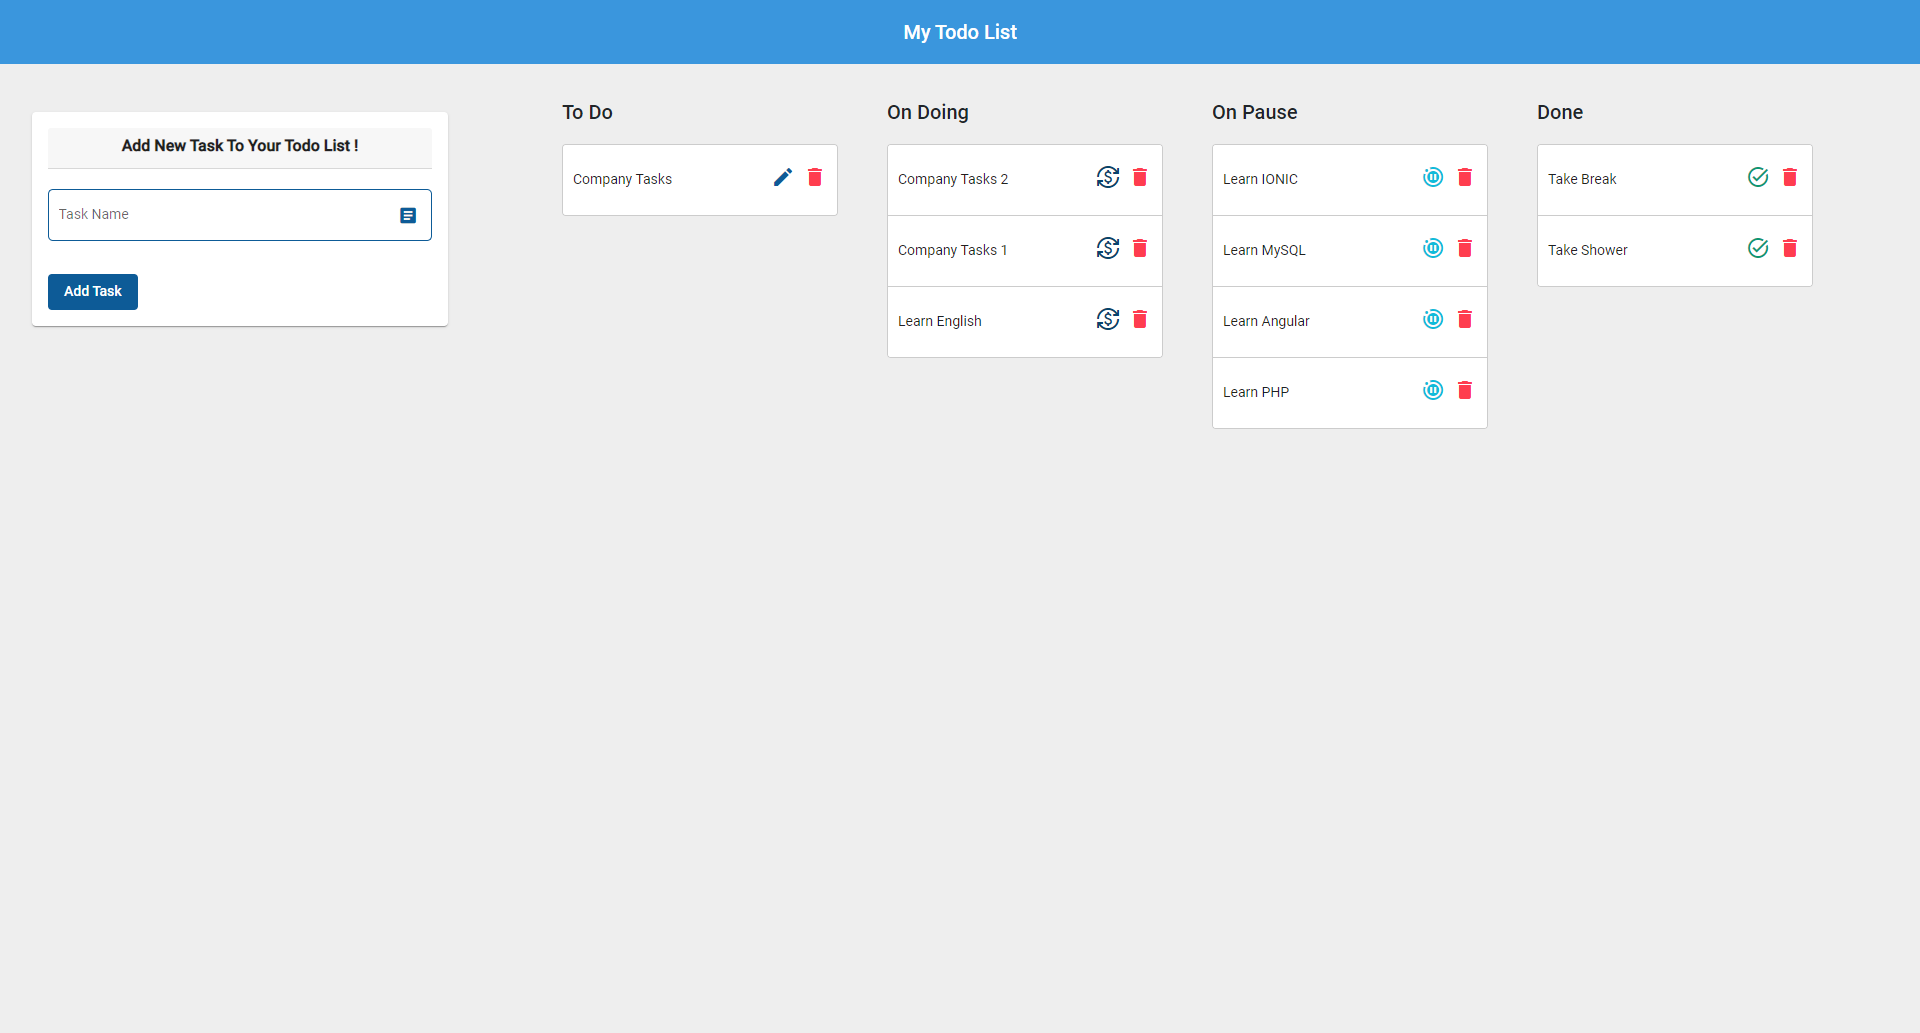 My Todo List
Add New Task To Your Todo List !
Task Name
Add Task
To Do
Company Tasks
On Doing
Company Tasks 2
Company Tasks 1
Learn English
On Pause
Learn IONIC
Learn MySQL
Learn Angular
Learn PHP
Done
Take Break
Take Shower